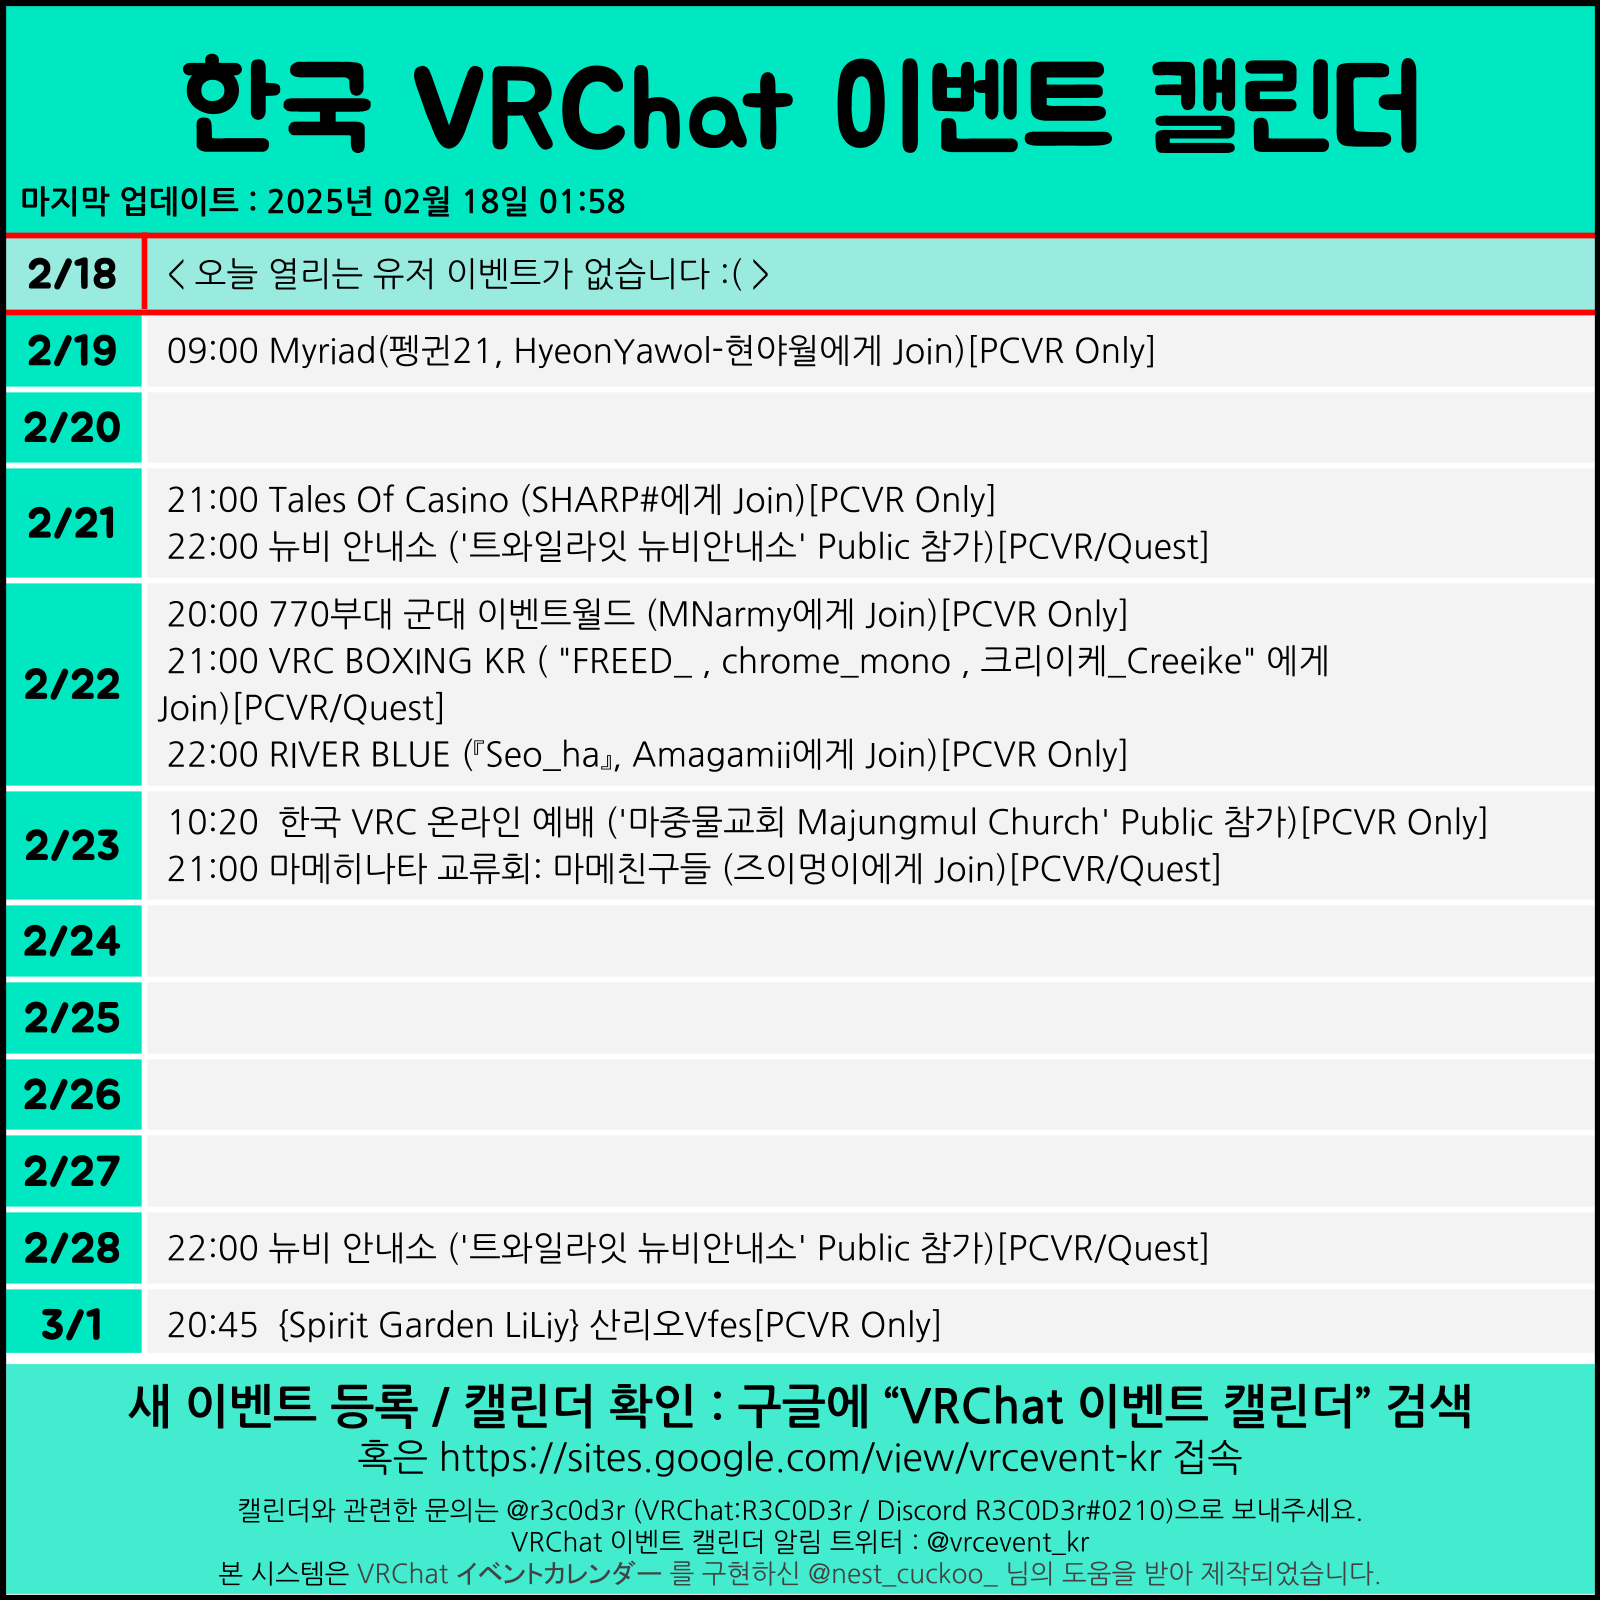 한국 VRChat 이벤트 캘린더
마지막 업데이트 : 2025년 02월 18일 01:58
2/18 < 오늘 열리는 유저 이벤트가 없습니다 :( >
2/19 09:00 Myriad(펭귄21, HyeonYawol-현야월에게 Join)[PCVR Only]
2/20
2/21
21:00 Tales Of Casino (SHARP#에게 Join)[PCVR Only]
22:00 뉴비 안내소 ('트와일라잇 뉴비안내소' Public 참가)[PCVR/Quest]
2/22
20:00 770부대 군대 이벤트월드 (MNarmy에게 Join)[PCVR Only]
21:00 VRC BOXING KR ( "FREED_ , chrome_mono , 크리이케_Creeike" 에게
Join)[PCVR/Quest]
22:00 RIVER BLUE (『Seo_ha』, Amagamii에게 Join)[PCVR Only]
2/23
10:20 한국 VRC 온라인 예배 ('마중물교회 Majungmul Church' Public 참가)[PCVR Only]
21:00 마메히나타 교류회: 마메친구들 (즈이멍이에게 Join)[PCVR/Quest]
2/24
2/25
2/26
2/27
2/28 22:00 뉴비 안내소 ('트와일라잇 뉴비안내소' Public 참가)[PCVR/Quest]
3/1 20:45 {Spirit Garden LiLiy} 산리오Vfes[PCVR Only]
새 이벤트 등록 / 캘린더 확인 : 구글에 “VRChat 이벤트 캘린더” 검색
혹은 https://sites.google.com/view/vrcevent-kr 접속
캘린더와 관련한 문의는 @r3c0d3r (VRChat:R3C0D3r / Discord R3C0D3r#0210)으로 보내주세요.
VRChat 이벤트 캘린더 알림 트위터 : @vrcevent_kr
본 시스템은 VRChat イベントカレンダー 를 구현하신 @nest_cuckoo_ 님의 도움을 받아 제작되었습니다.